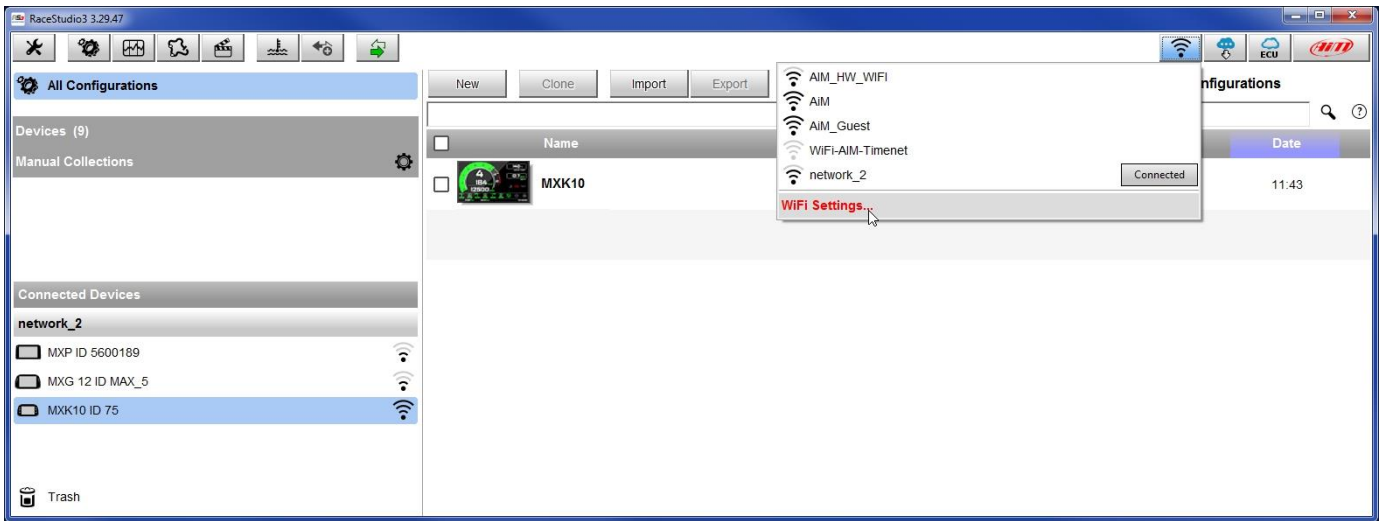 RaceStudio3 3.29.47
ECU
AiM
All Configurations
Devices (9)
Manual Collections
Connected Devices
network_2
MXP ID 5600189
MXG 12 ID MAX_5
MXK10 ID 75
Trash
New Clone Import Export
nfigurations
Name Date
MXK10 11:43
AIM_HW_WIFI
AiM
AiM_Guest
WiFi-AIM-Timenet
network_2 Connected
WiFi Settings...